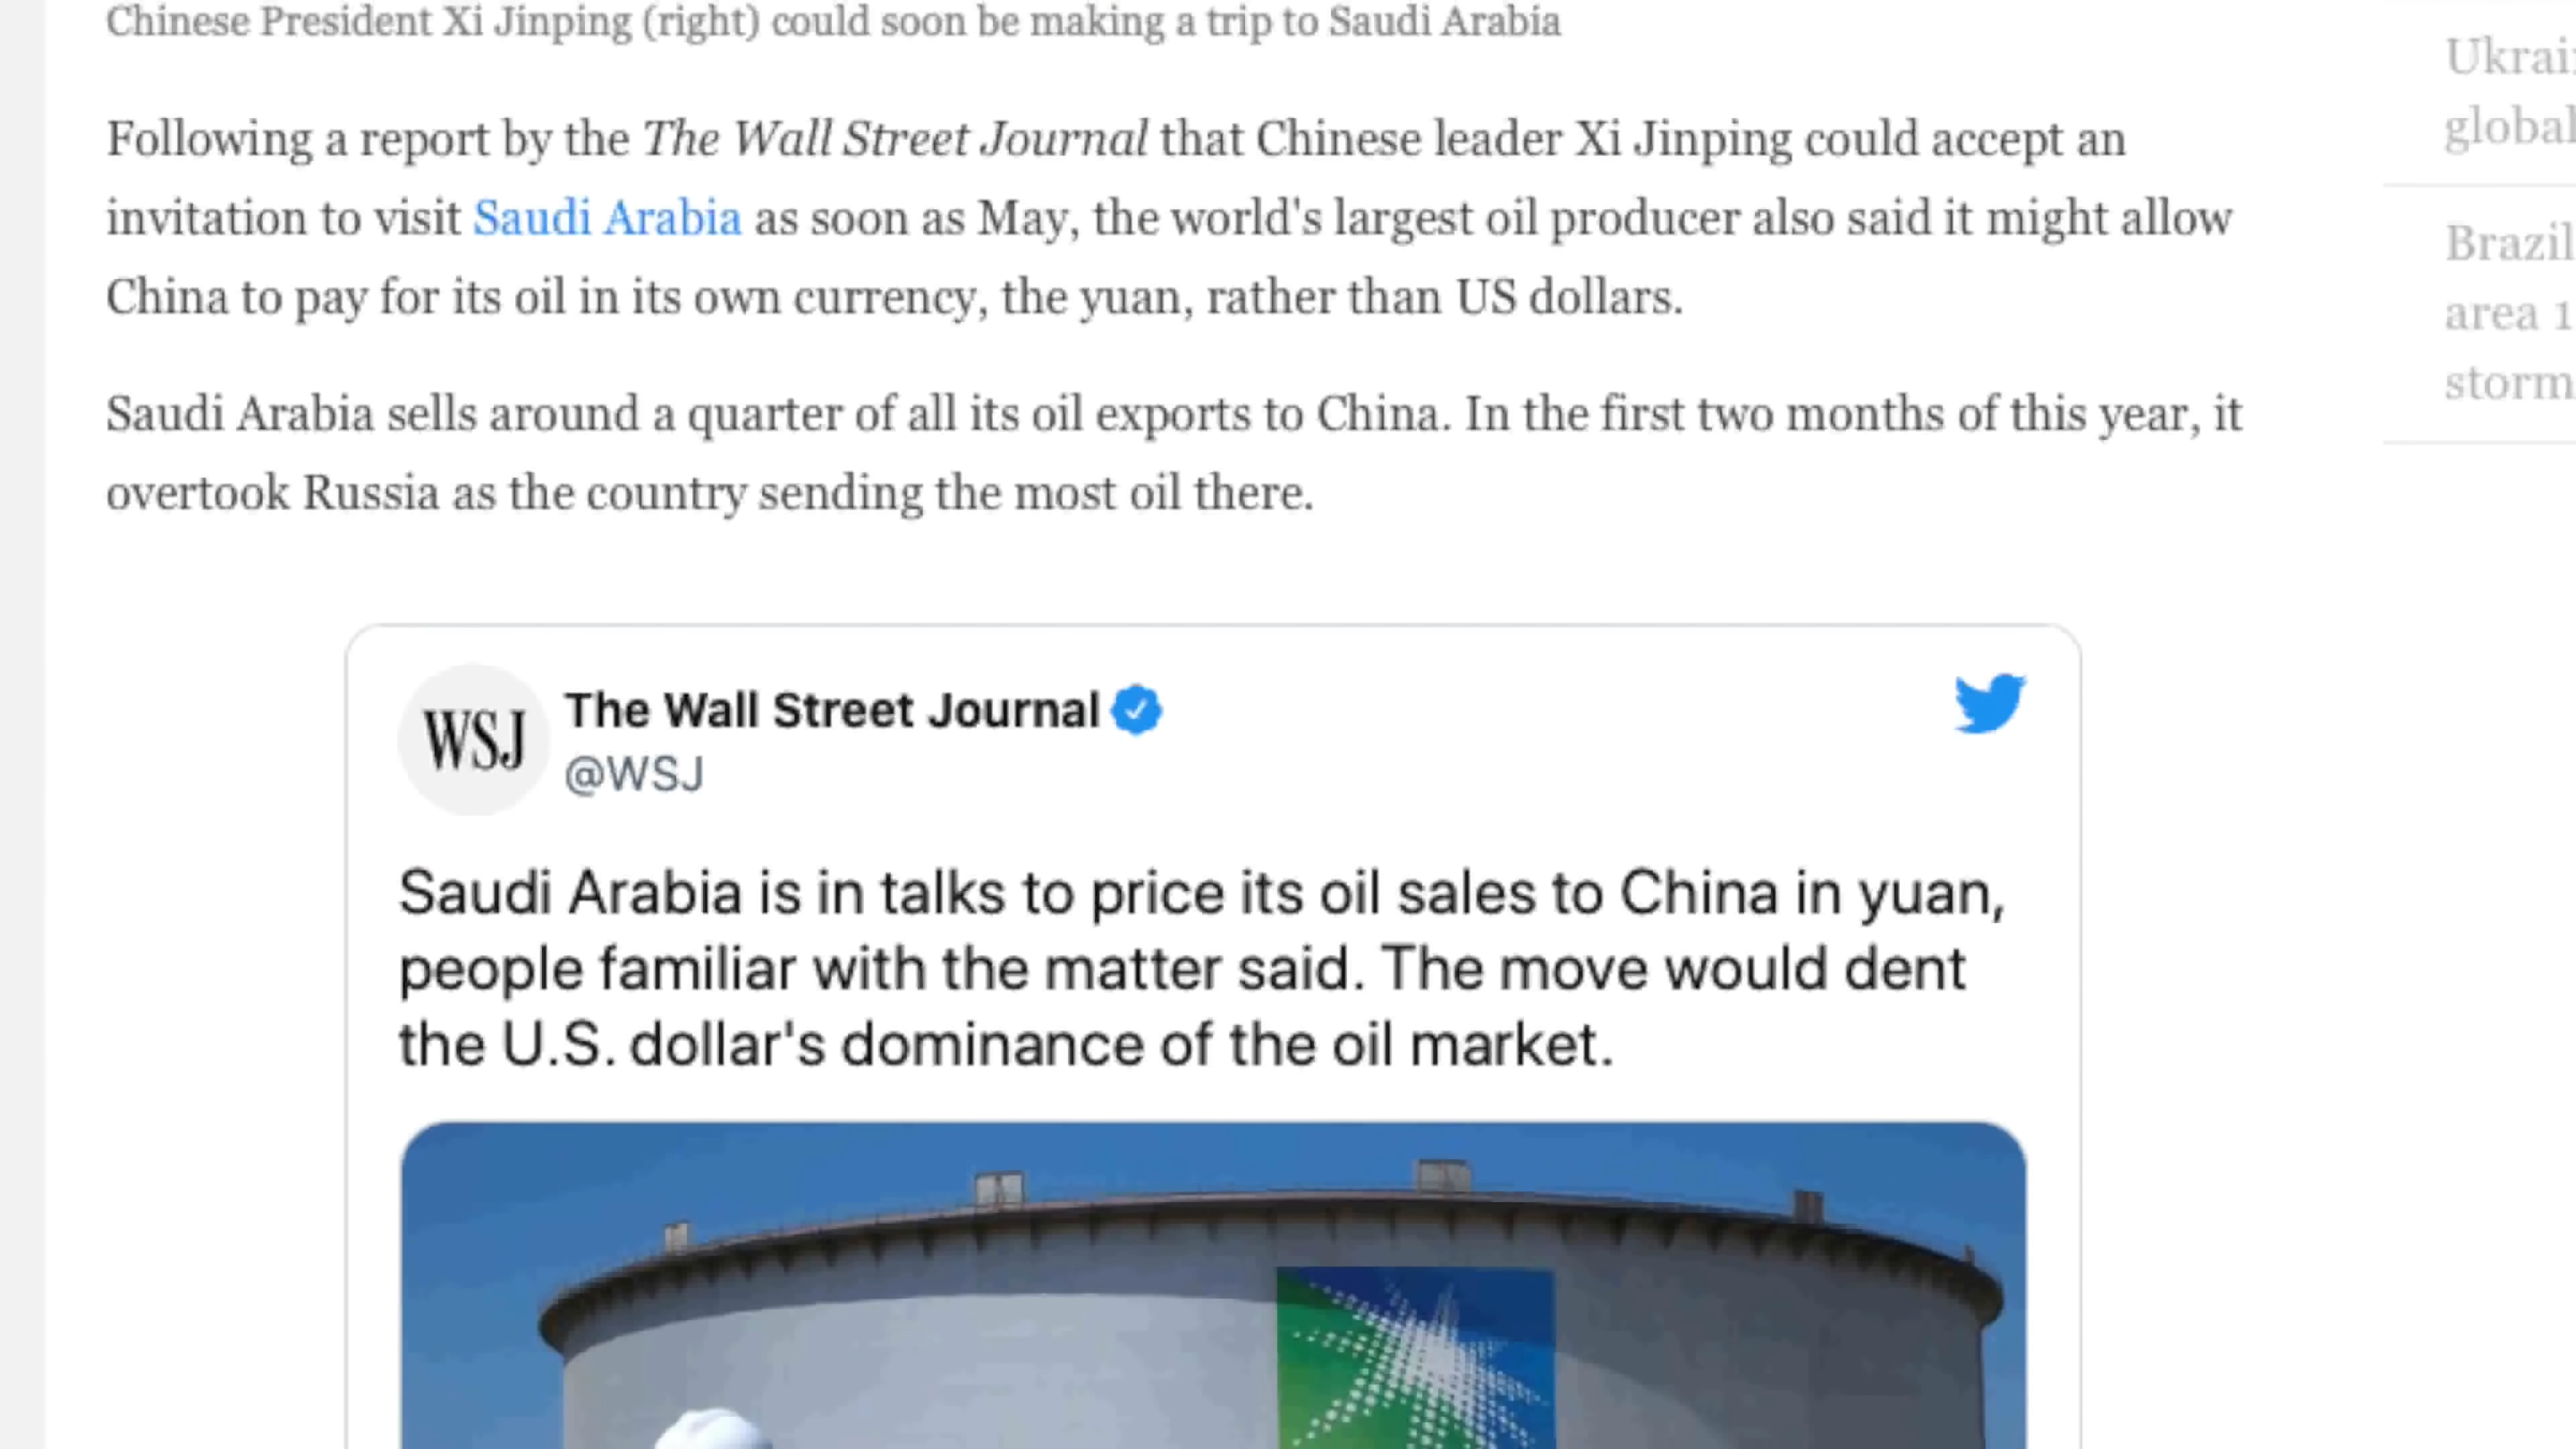 Chinese President Xi Jinping (right) could soon be making a trip to Saudi Arabia
Following a report by the The Wall Street Journal that Chinese leader Xi Jinping could accept an
invitation to visit Saudi Arabia as soon as May, the world's largest oil producer also said it might allow
China to pay for its oil in its own currency, the yuan, rather than US dollars.
Saudi Arabia sells around a quarter of all its oil exports to China. In the first two months of this year, it
overtook Russia as the country sending the most oil there.
WSJ
The Wall Street Journal
@WSJ
Saudi Arabia is in talks to price its oil sales to China in yuan,
people familiar with the matter said. The move would dent
the U.S. dollar's dominance of the oil market.
Brazil
area 1
storm